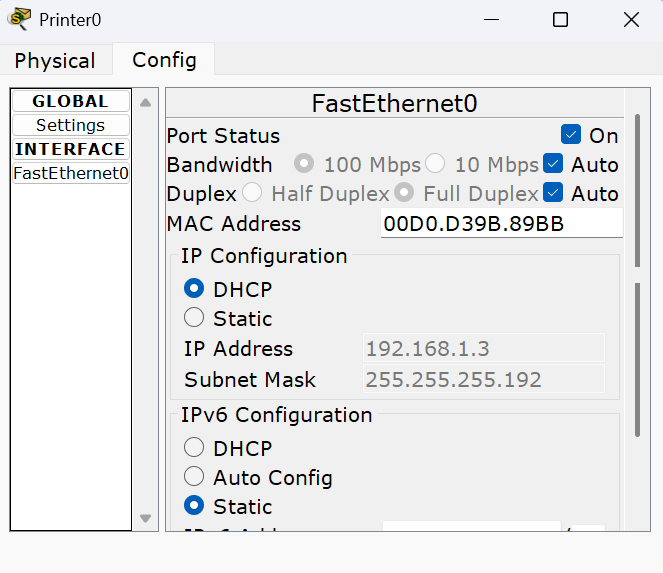 Printer0
Physical Config
GLOBAL
Settings
INTERFACE
FastEthernet0
FastEthernet0
Port Status On
Bandwidth 100 Mbps 10 Mbps Auto
Duplex Half Duplex Full Duplex Auto
MAC Address 00D0.D39B.89BB
IP Configuration
DHCP
Static
IP Address 192.168.1.3
Subnet Mask 255.255.255.192
IPv6 Configuration
DHCP
Auto Config
Static